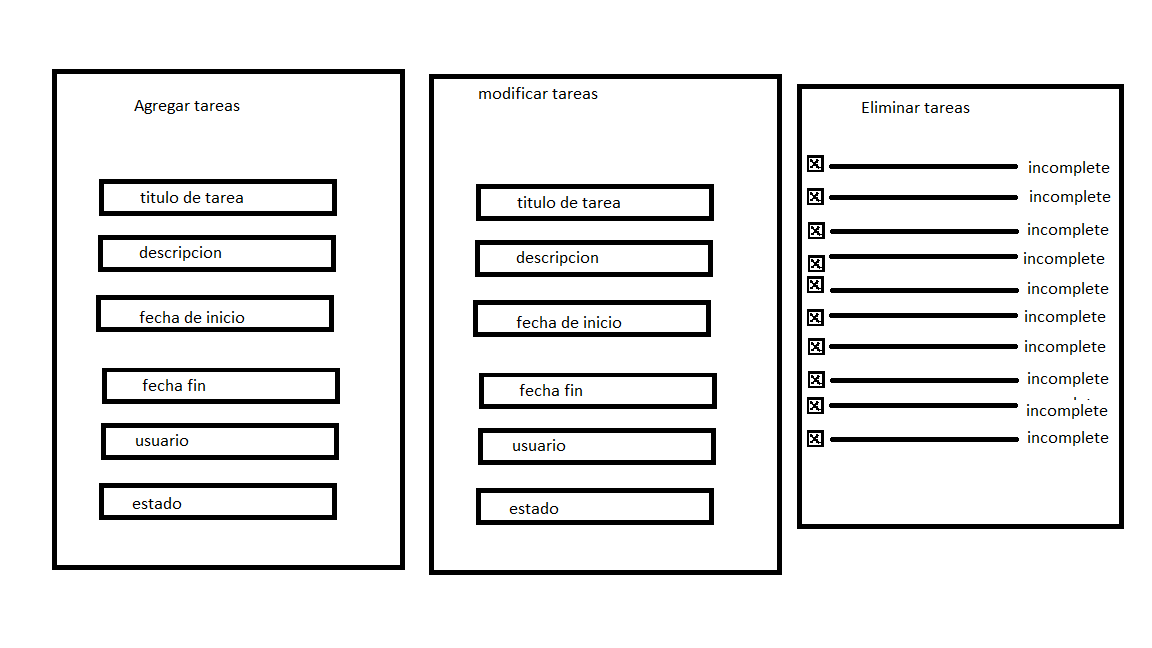 Agregar tareas
titulo de tarea
descripcion
fecha de inicio
fecha fin
usuario
estado
modificar tareas
titulo de tarea
descripcion
fecha de inicio
fecha fin
usuario
estado
Eliminar tareas
incomplete
incomplete
incomplete
incomplete
incomplete
incomplete
incomplete
incomplete
incomplete
incomplete